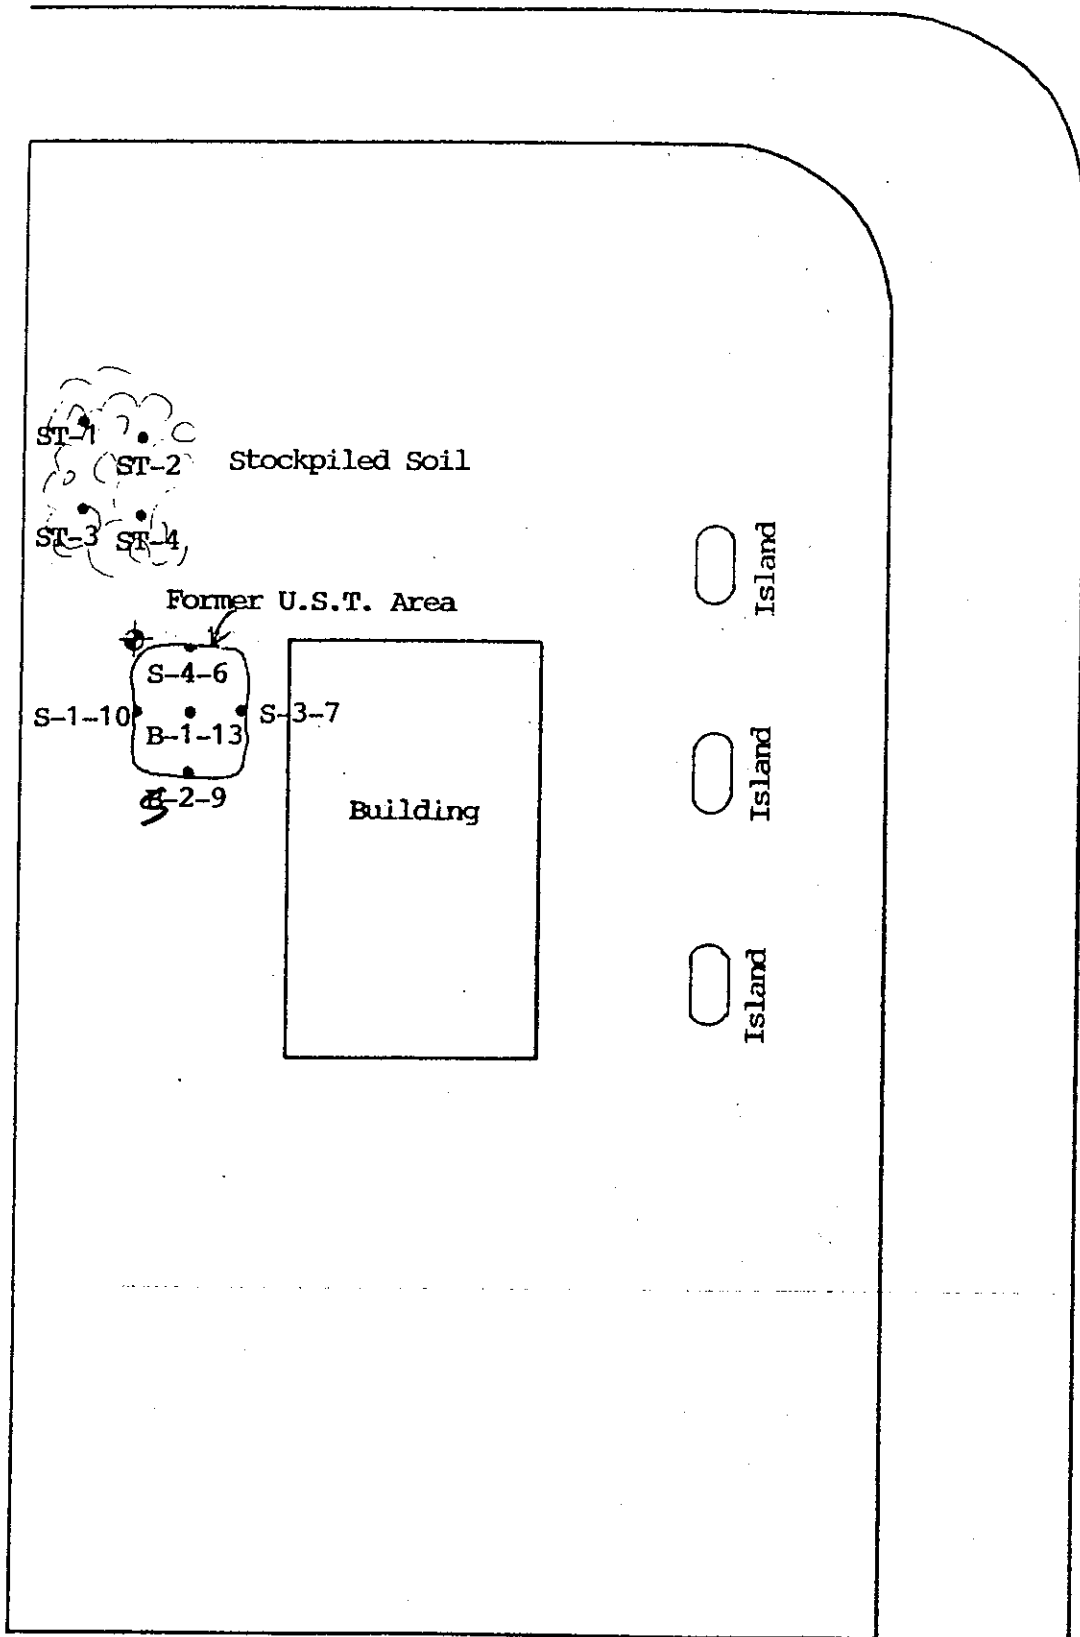 ST-1
ST-2
Stockpiled Soil
ST-3
ST-4
Island
Former U.S.T. Area
S-4-6
S-1-10
S-3-7
B-1-13
Island
S-2-9
Building
Island